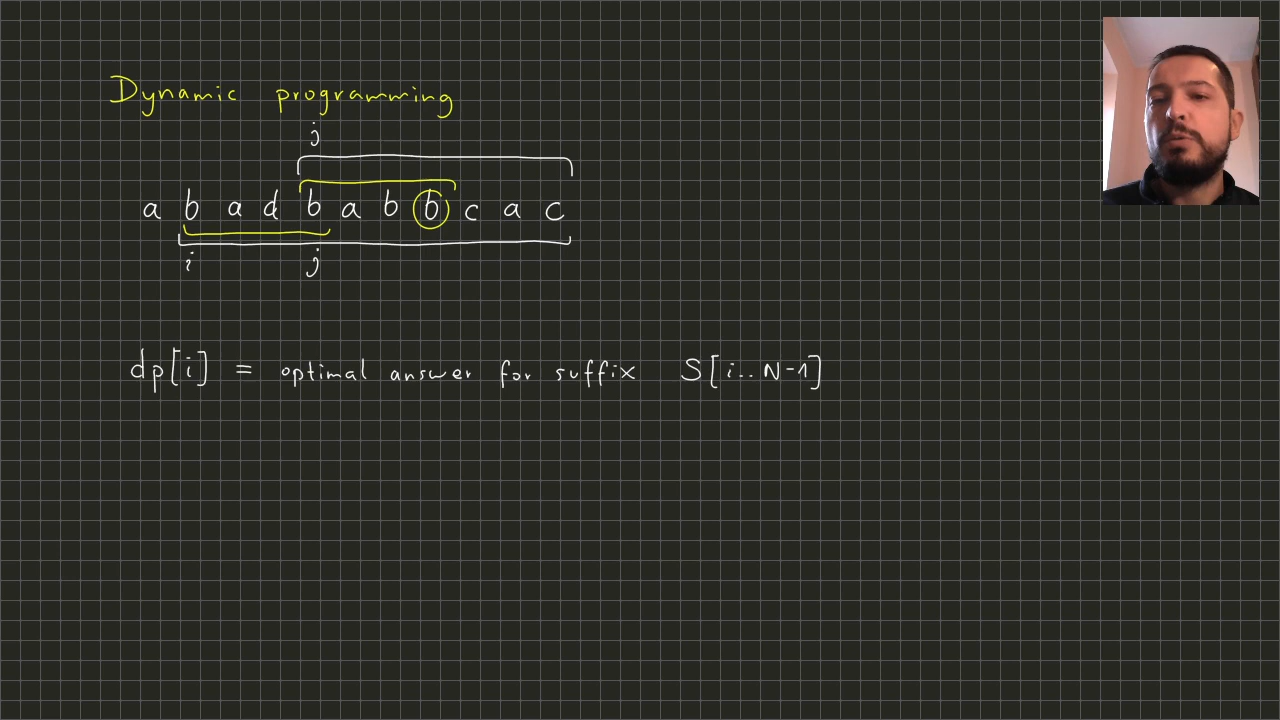 Dynamic programming
j
a b a d b a b b c a c
i j
dp[i] = optimal answer for suffix S[i..N-1]